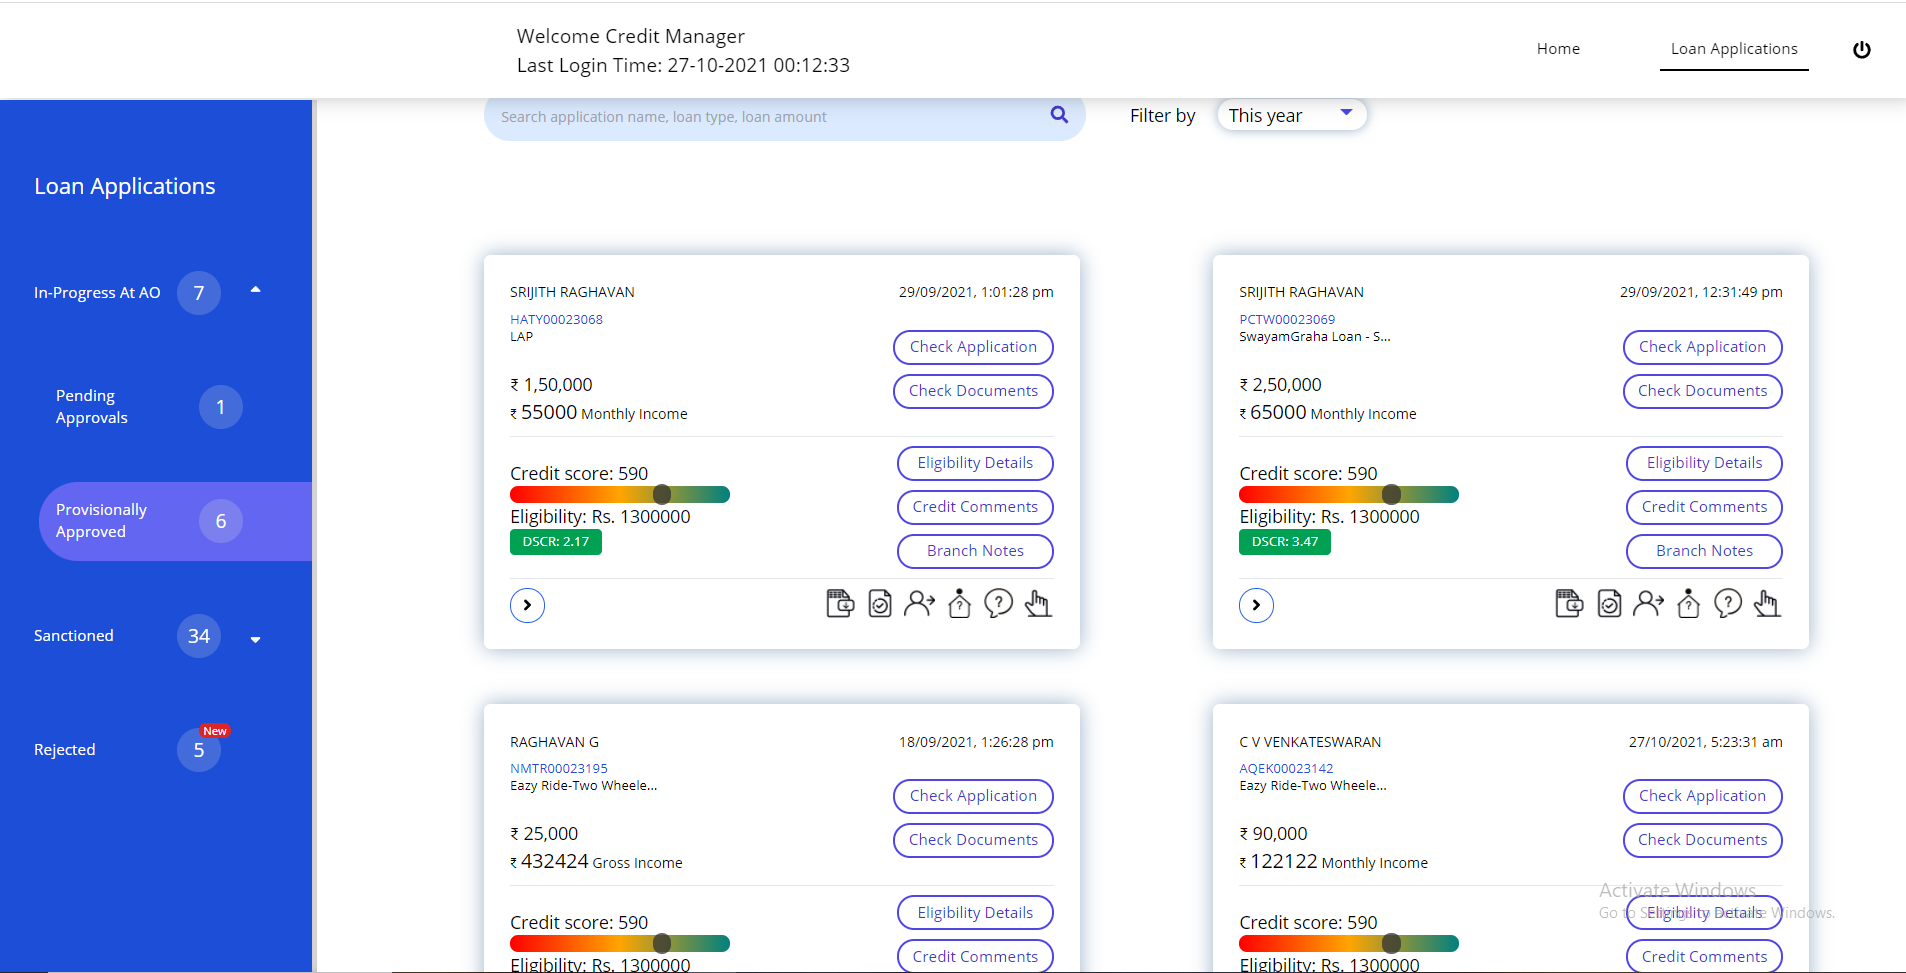 Welcome Credit Manager
Last Login Time: 27-10-2021 00:12:33
Home
Loan Applications
Search application name, loan type, loan amount
Filter by
This year
Loan Applications
In-Progress At AO
7
Pending
Approvals
1
Provisionally
Approved
6
Sanctioned
34
Rejected
New
5
SRIJITH RAGHAVAN
29/09/2021, 1:01:28 pm
HATY00023068
LAP
Check Application
₹ 1,50,000
Check Documents
₹ 55000 Monthly Income
Eligibility Details
Credit score: 590
Credit Comments
Eligibility: Rs. 1300000
DSCR: 2.17
Branch Notes
SRIJITH RAGHAVAN
29/09/2021, 12:31:49 pm
PCTW00023069
SwayamGraha Loan - S...
Check Application
₹ 2,50,000
Check Documents
₹ 65000 Monthly Income
Eligibility Details
Credit score: 590
Credit Comments
Eligibility: Rs. 1300000
DSCR: 3.47
Branch Notes
RAGHAVAN G
18/09/2021, 1:26:28 pm
NMTR00023195
Eazy Ride-Two Wheele...
Check Application
₹ 25,000
Check Documents
₹ 432424 Gross Income
Eligibility Details
Credit score: 590
Credit Comments
Eligibility: Rs. 1300000
C V VENKATESWARAN
27/10/2021, 5:23:31 am
AQEK00023142
Eazy Ride-Two Wheele...
Check Application
₹ 90,000
Check Documents
₹ 122122 Monthly Income
Activate Windows
Go to Settings to activate Windows.
Eligibility Details
Credit score: 590
Credit Comments
Eligibility: Rs. 1300000